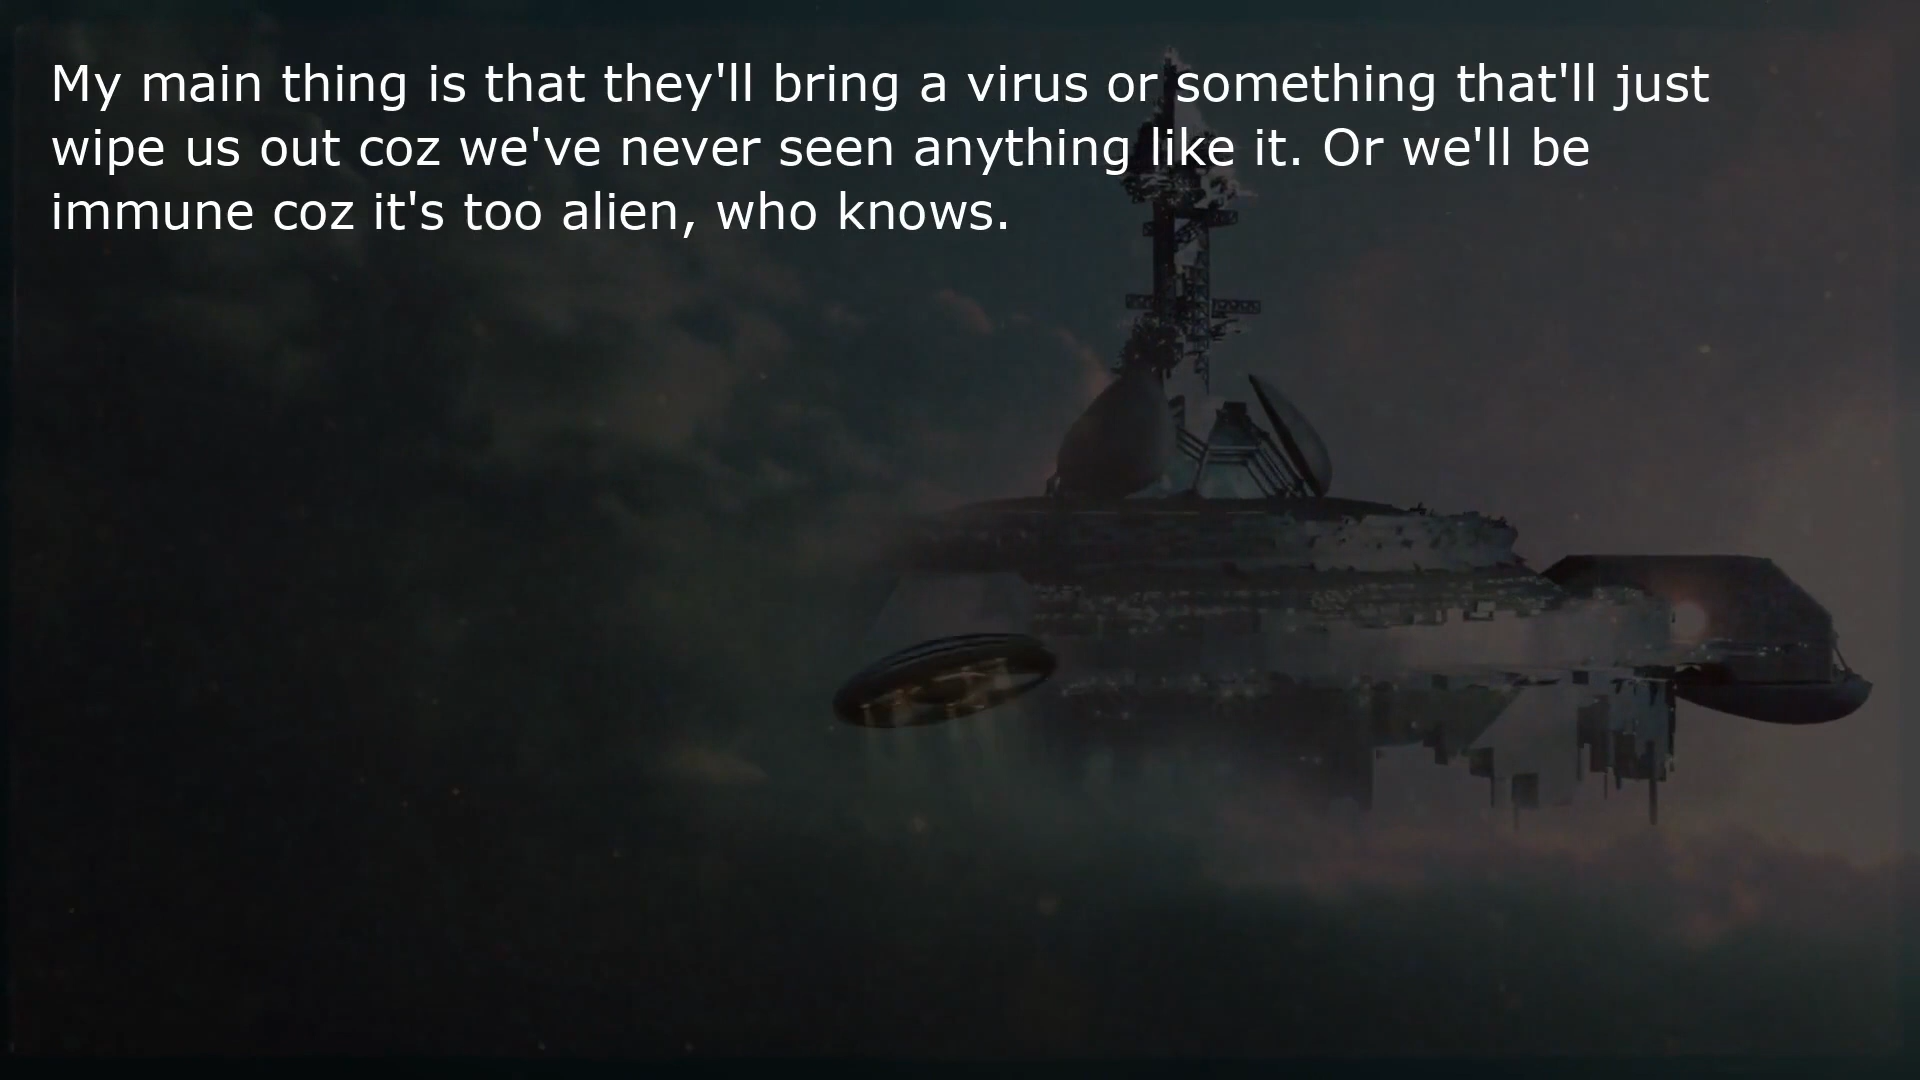 My main thing is that they'll bring a virus or something that'll just
wipe us out coz we've never seen anything like it. Or we'll be
immune coz it's too alien, who knows.